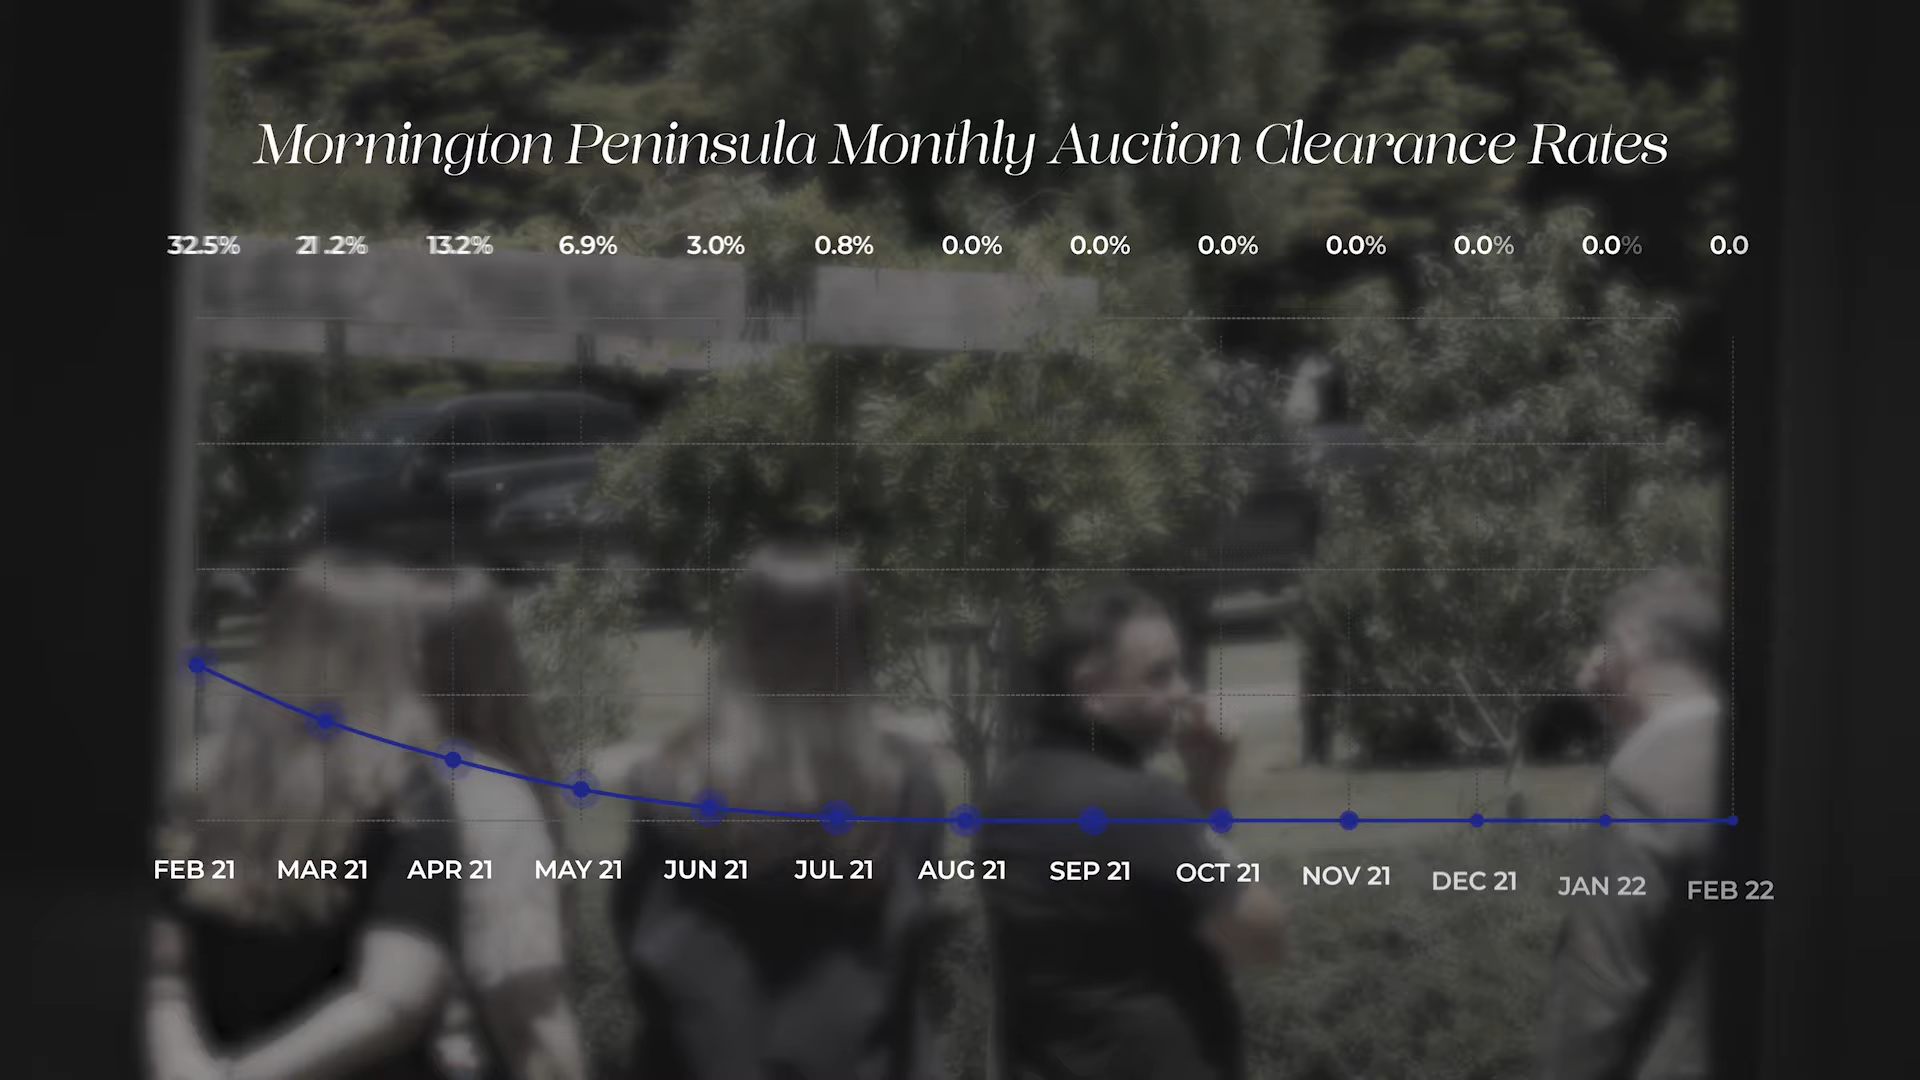 Mornington Peninsula Monthly Auction Clearance Rates
32.5% 21.2% 13.2% 6.9% 3.0% 0.8% 0.0% 0.0% 0.0% 0.0% 0.0% 0.0% 0.0
FEB 21 MAR 21 APR 21 MAY 21 JUN 21 JUL 21 AUG 21 SEP 21 OCT 21 NOV 21 DEC 21 JAN 22 FEB 22